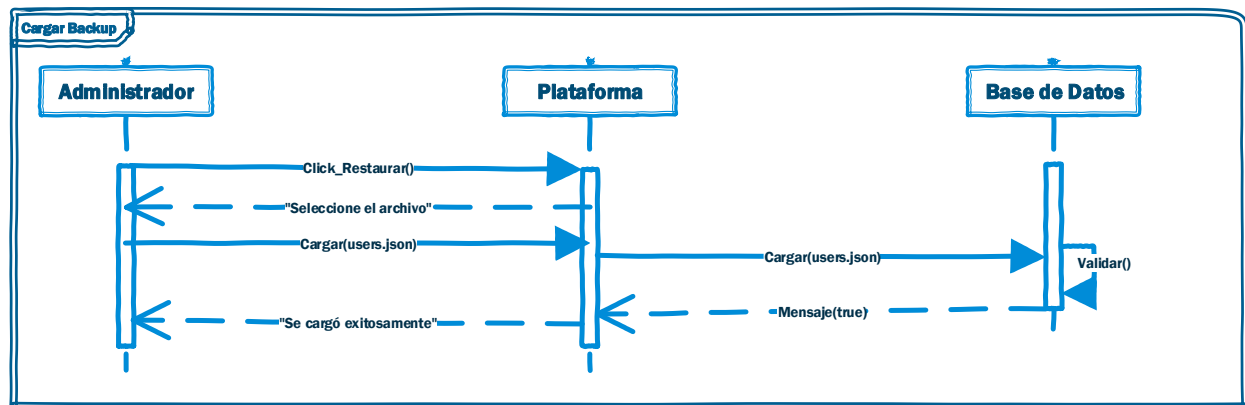 Cargar Backup
Administrador
Plataforma
Base de Datos
Click_Restaurar()
"Seleccione el archivo"
Cargar(users.json)
Cargar(users.json)
Validar()
Mensaje(true)
"Se cargó exitosamente"